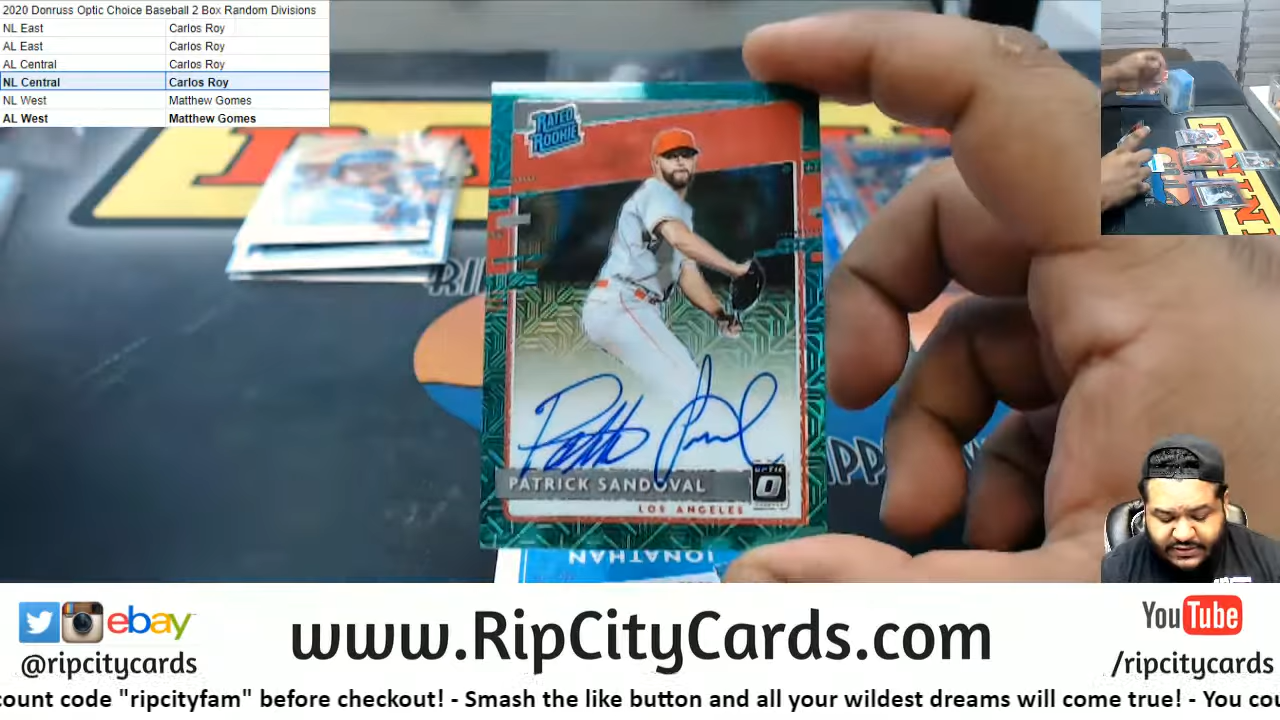 2020 Donruss Optic Choice Baseball 2 Box Random Divisions
NL East Carlos Roy
AL East Carlos Roy
AL Central Carlos Roy
NL Central Carlos Roy
NL West Matthew Gomes
AL West Matthew Gomes
RATED ROOKIE
PATRICK SANDOVAL
OPTIC
LOS ANGELES
JONATHAN
ebay
@ripcitycards
www.RipCityCards.com
YouTube
/ripcitycards
count code "ripcityfam" before checkout! - Smash the like button and all your wildest dreams will come true! - You cou